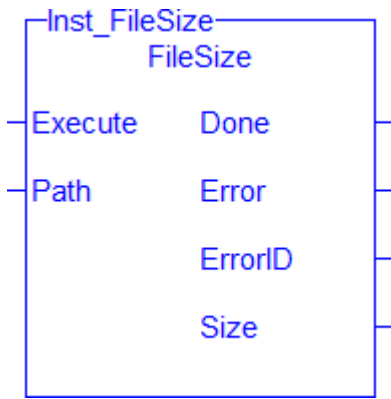 Inst_FileSize
FileSize
Execute Done
Path Error
ErrorID
Size